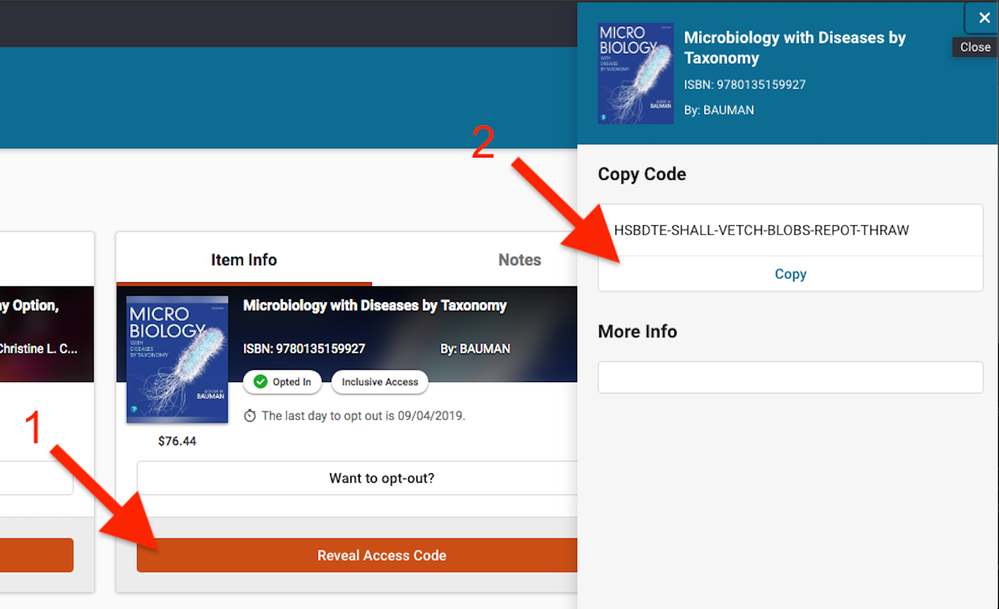 MICRO
BIOLOGY
WITH
DISEASES
BY TAXONOMY
BAUMAN
Microbiology with Diseases by
Taxonomy
ISBN: 9780135159927
By: BAUMAN
Close
2
Copy Code
HSBDTE-SHALL-VETCH-BLOBS-REPOT-THRAW
Copy
More Info
Item Info
Notes
ay Option,
Christine L. C...
MICRO
BIOLOGY
WITH
DISEASES
BY TAXONOMY
ROBERT W.
BAUMAN
Microbiology with Diseases by Taxonomy
ISBN: 9780135159927
By: BAUMAN
Opted In
Inclusive Access
The last day to opt out is 09/04/2019.
1
$76.44
Want to opt-out?
Reveal Access Code